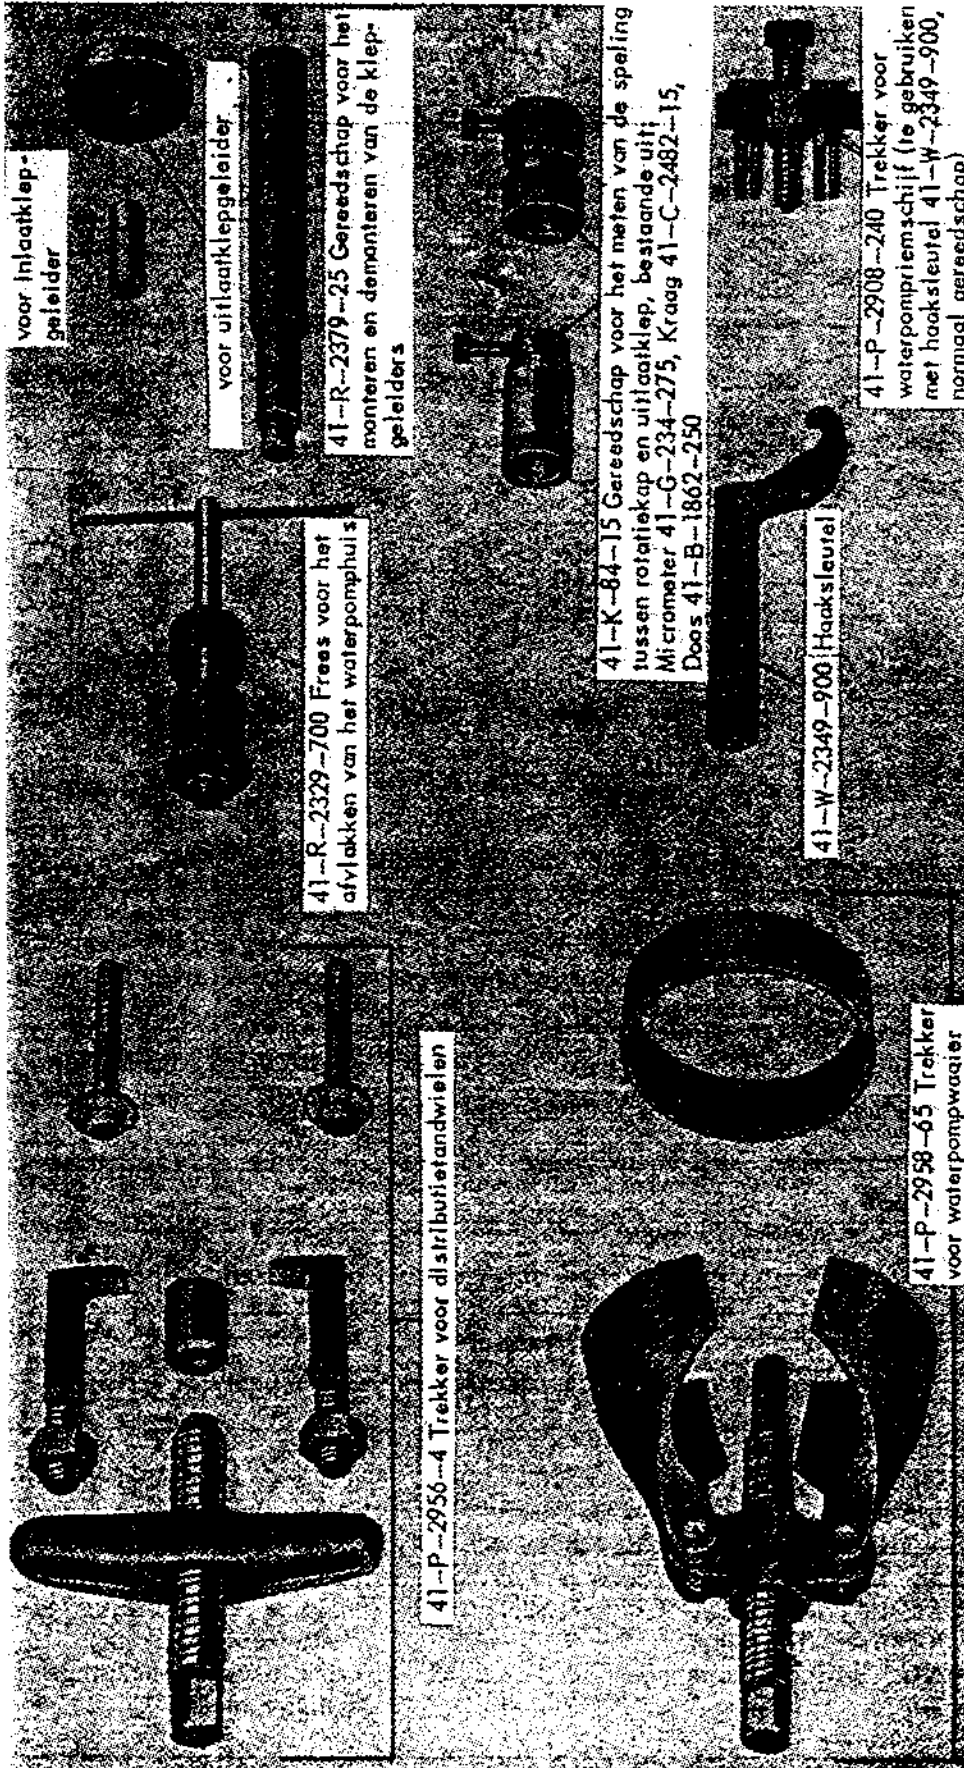 41-P-2956-4 Trekker voor distributietandwielen
41-R-2329-700 Frees voor het
afvlakken van het waterpomphuis
voor inlaatklep-
geleider
voor uitlaatklepgeleider
41-R-2379-25 Gereedschap voor het
monteren en demonteren van de klep-
geleiders
41-P-2958-65 Trekker
voor waterpompwaaier
41-W-2349-900 Haaksleutel
41-K-84-15 Gereedschap voor het meten van de speling
tussen rotatiekap en uitlaatklep, bestaande uit;
Micrometer 41-G-234-275, Kraag 41-C-2482-15,
Doos 41-B-1862-250
41-P-2908-240 Trekker voor
waterpompriemschijf (te gebruiken
met haaksleutel 41-W-2349-900,
normaal gereedschap)